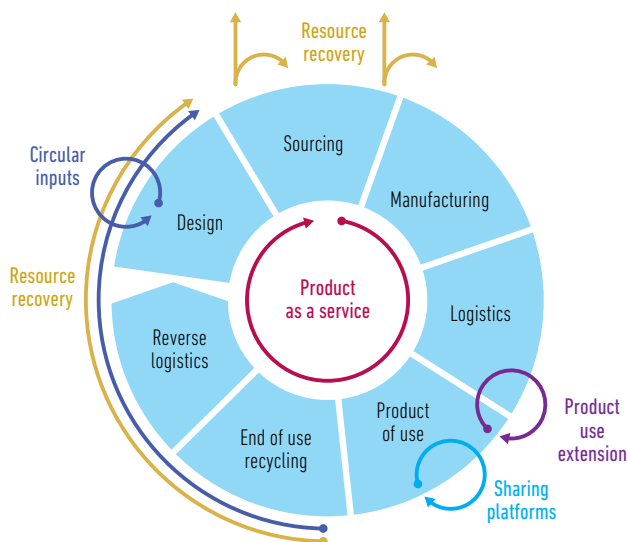 Resource
recovery
Sourcing
Circular
inputs
Manufacturing
Design
Resource
recovery
Product
as a service
Logistics
Reverse
logistics
Product
of use
Product
use
extension
End of use
recycling
Sharing
platforms